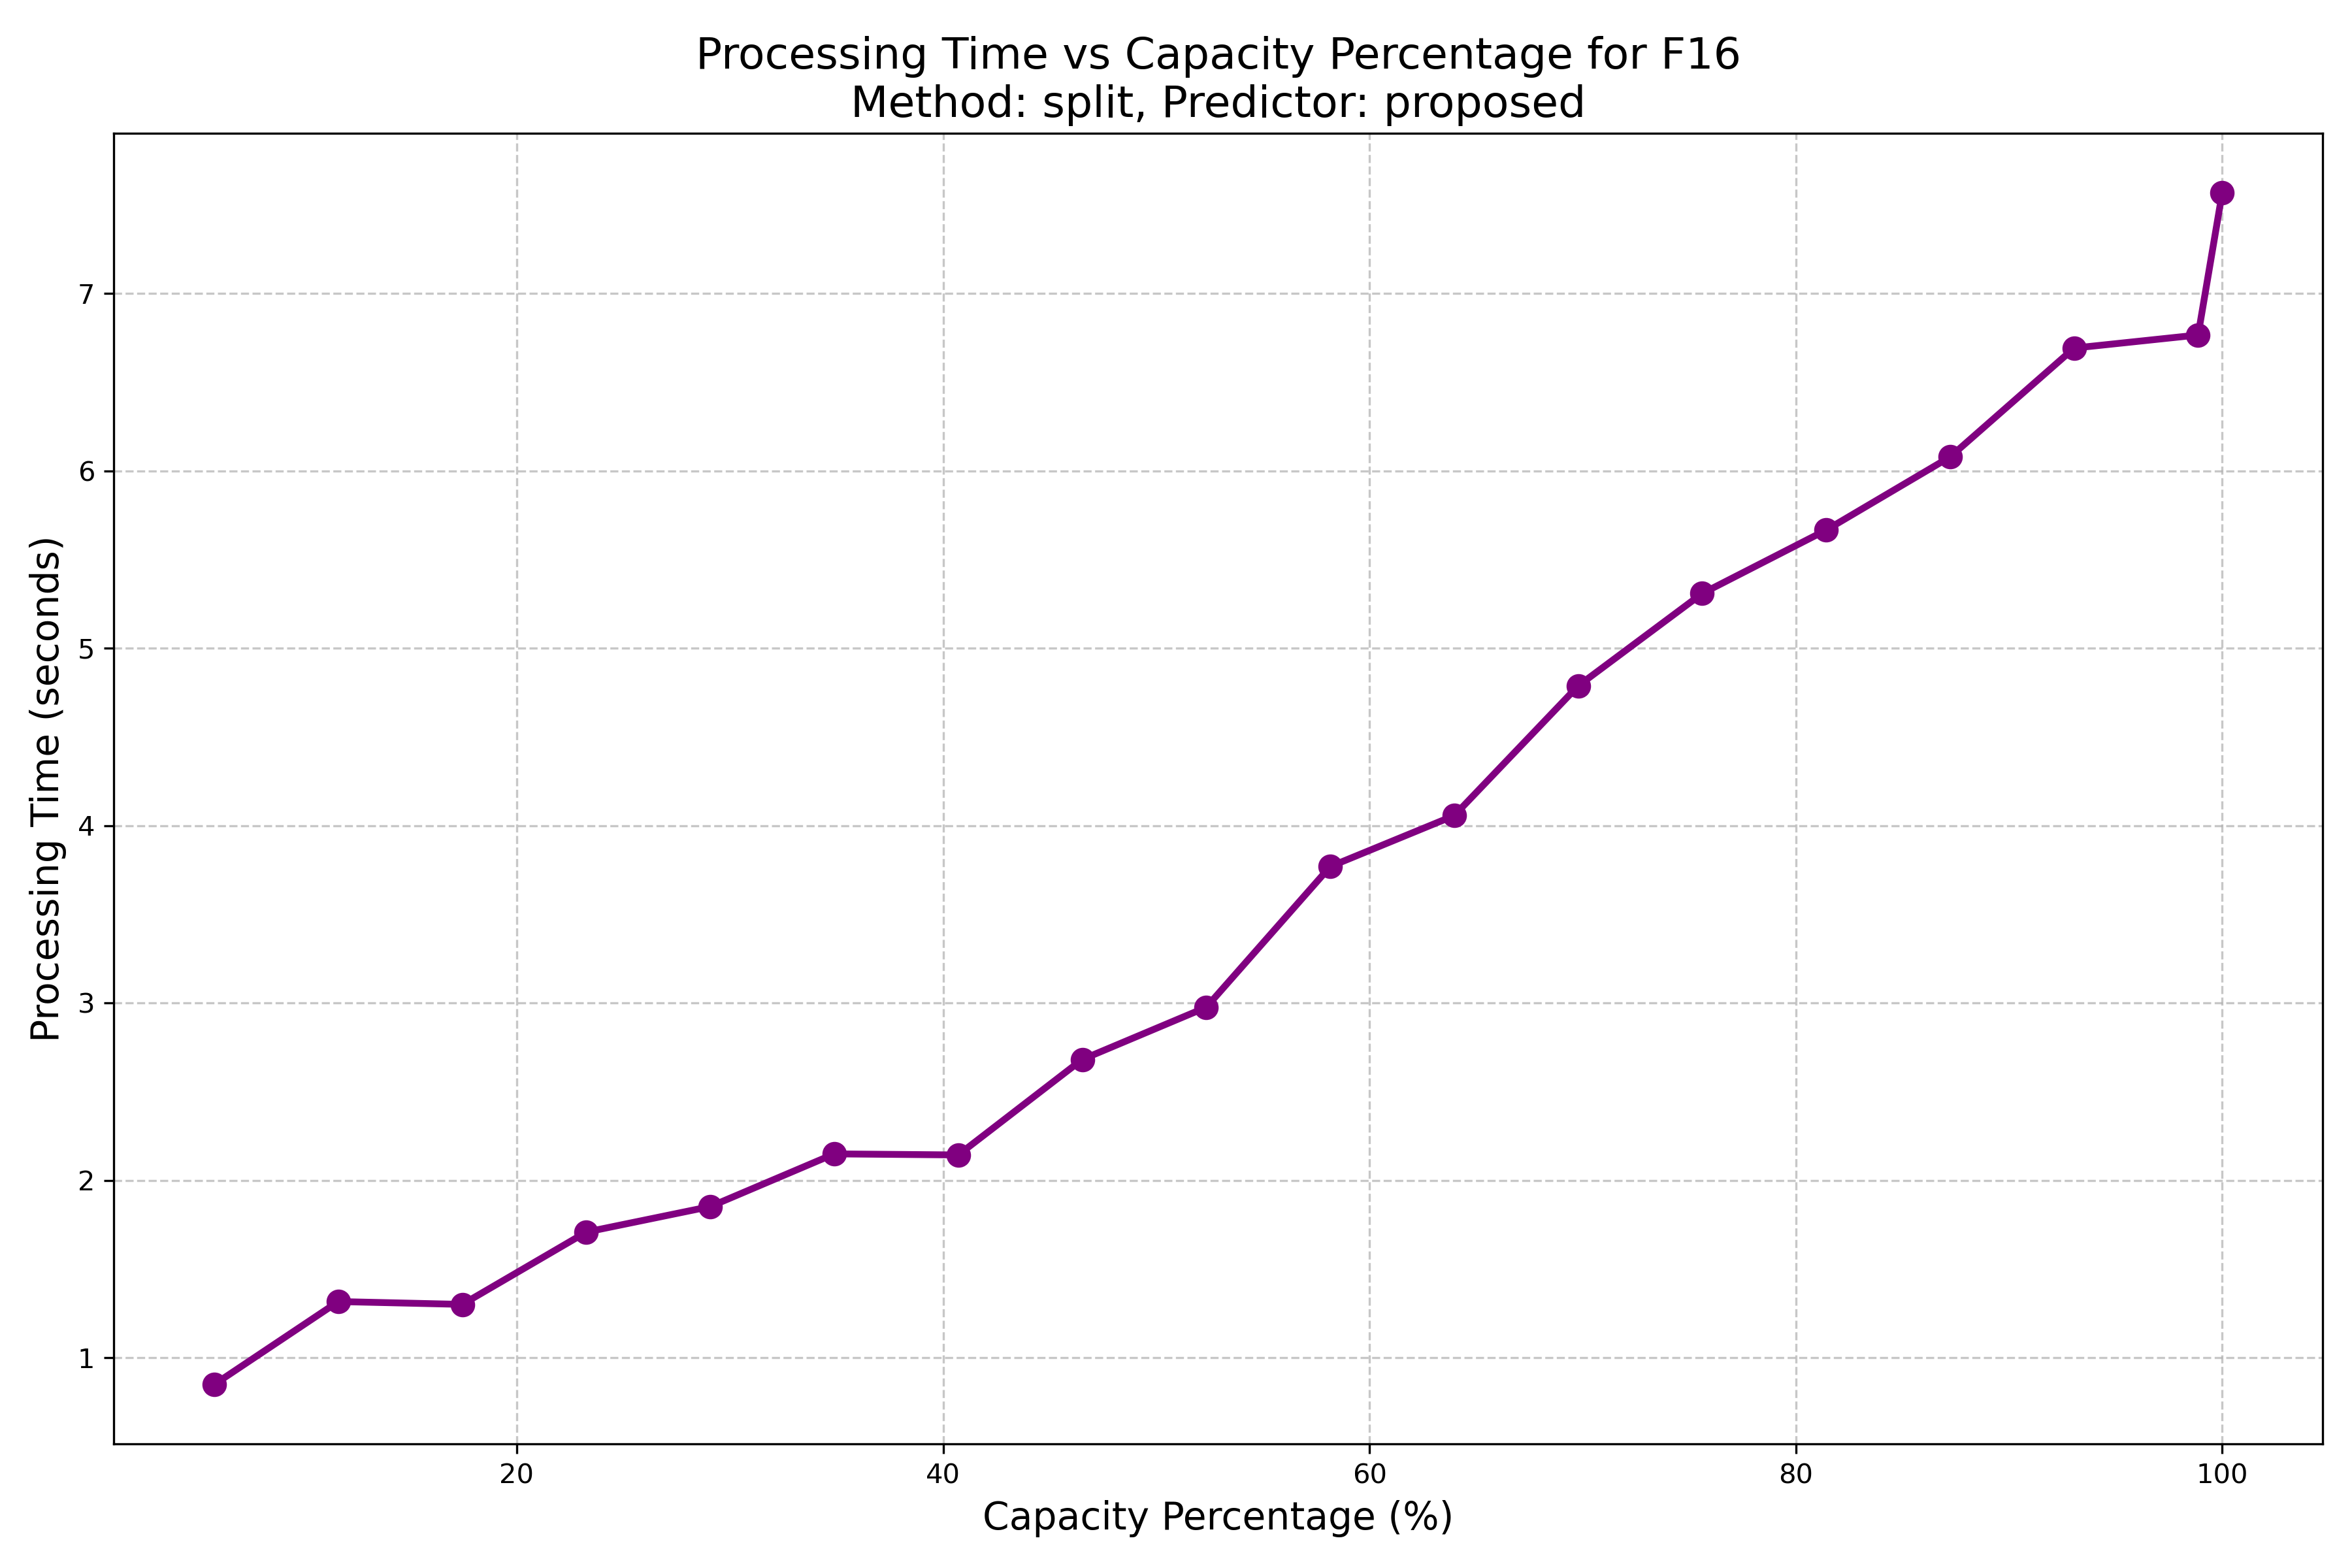 Processing Time vs Capacity Percentage for F16
Method: split, Predictor: proposed
Processing Time (seconds)
7
6
5
4
3
2
1
20 40 60 80 100
Capacity Percentage (%)